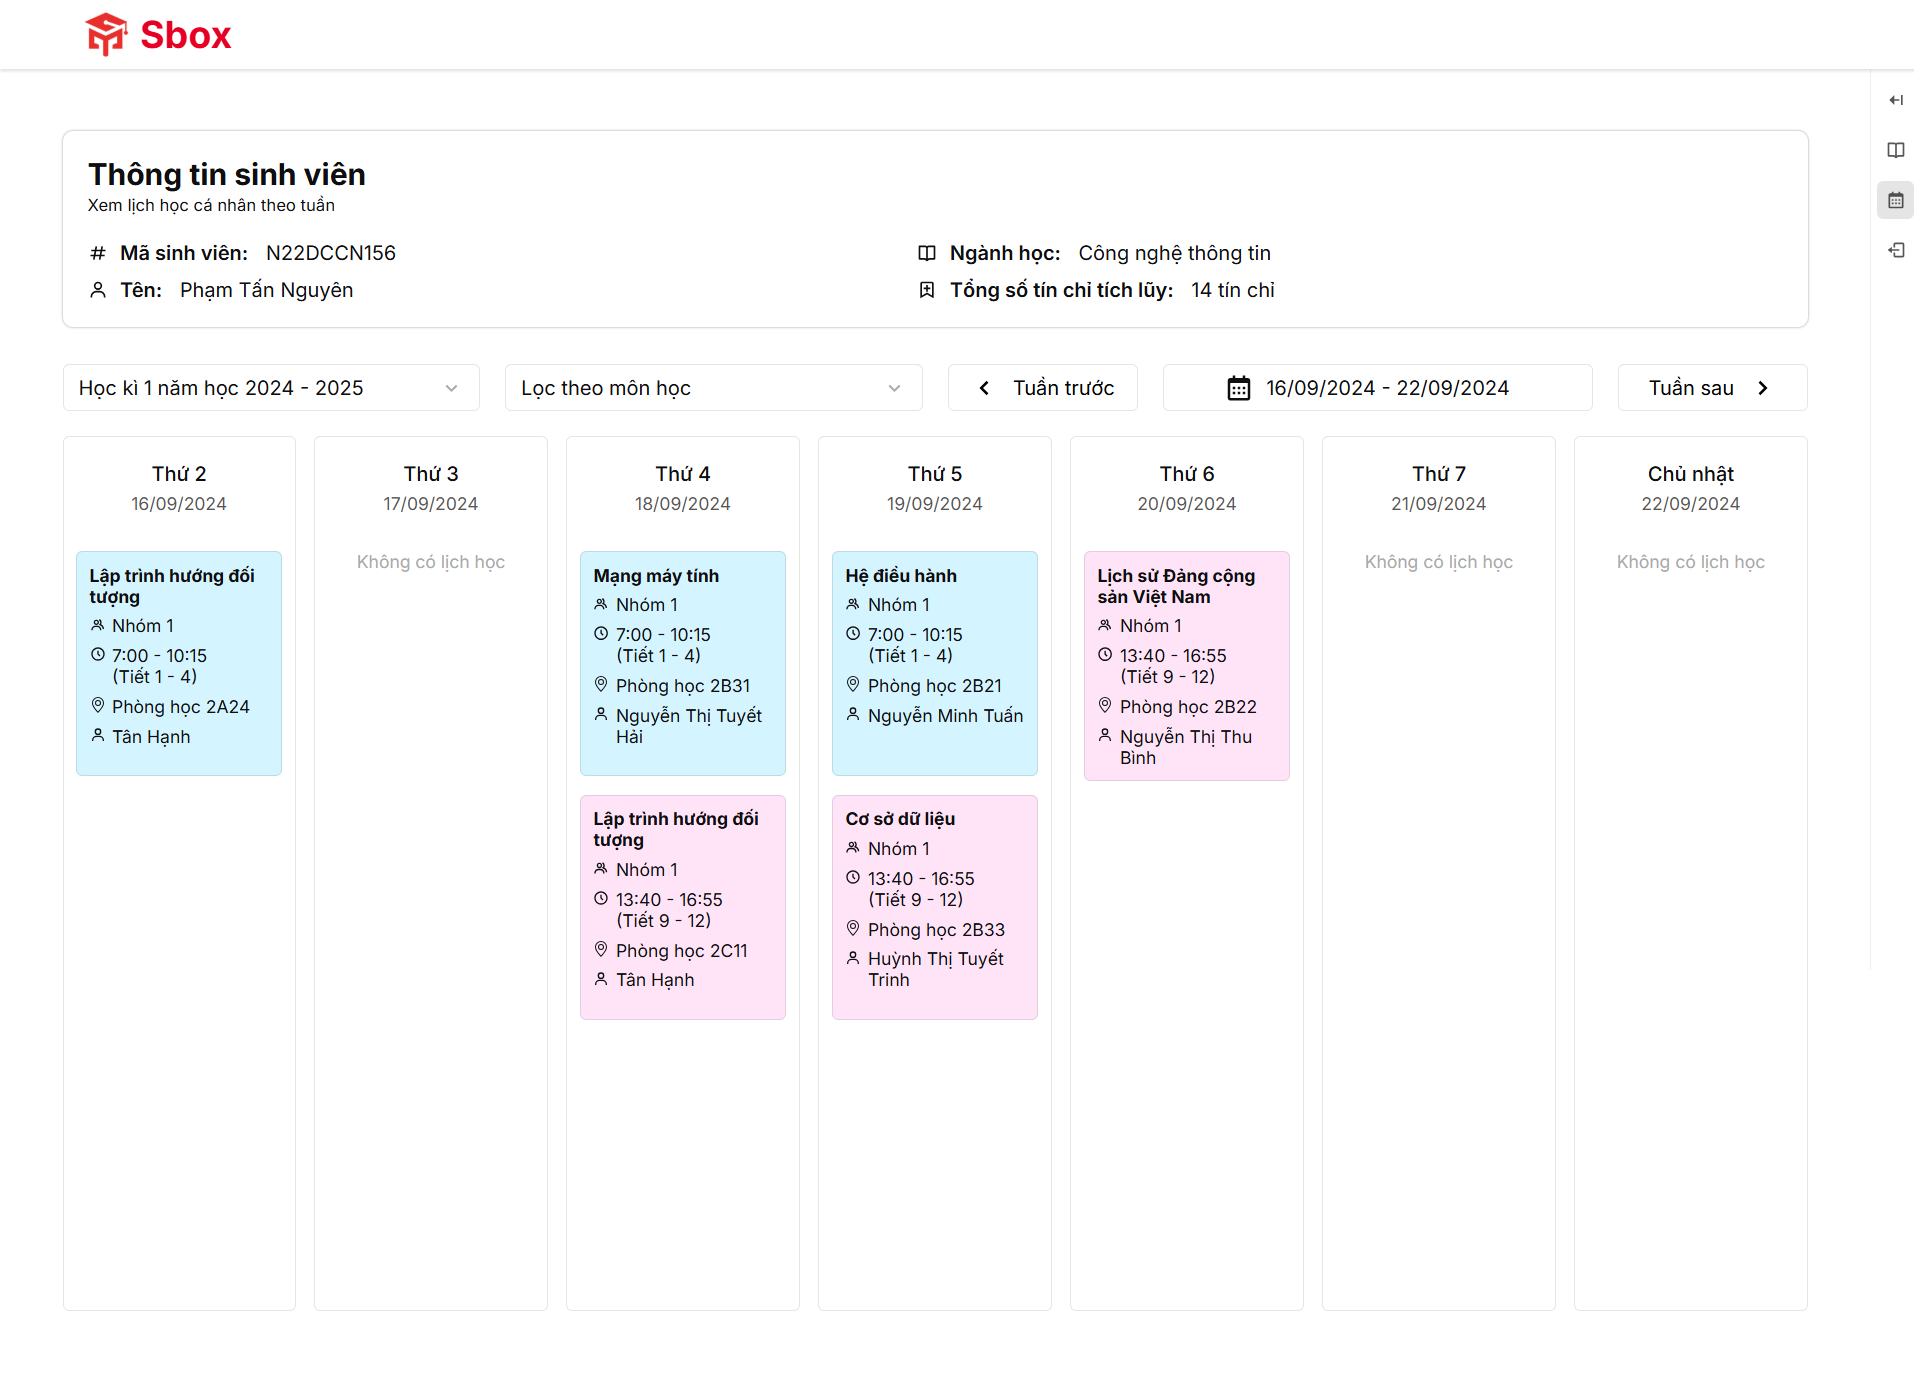 Sbox
Thông tin sinh viên
Xem lịch học cá nhân theo tuần
Mã sinh viên: N22DCCN156
Ngành học: Công nghệ thông tin
Tên: Phạm Tấn Nguyên
Tổng số tín chỉ tích lũy: 14 tín chỉ
Học kì 1 năm học 2024 - 2025
Lọc theo môn học
Tuần trước
16/09/2024 - 22/09/2024
Tuần sau
Thứ 2
16/09/2024
Lập trình hướng đối
tượng
Nhóm 1
7:00 - 10:15
(Tiết 1 - 4)
Phòng học 2A24
Tân Hạnh
Thứ 3
17/09/2024
Không có lịch học
Thứ 4
18/09/2024
Mạng máy tính
Nhóm 1
7:00 - 10:15
(Tiết 1 - 4)
Phòng học 2B31
Nguyễn Thị Tuyết
Hải
Lập trình hướng đối
tượng
Nhóm 1
13:40 - 16:55
(Tiết 9 - 12)
Phòng học 2C11
Tân Hạnh
Thứ 5
19/09/2024
Hệ điều hành
Nhóm 1
7:00 - 10:15
(Tiết 1 - 4)
Phòng học 2B21
Nguyễn Minh Tuấn
Cơ sở dữ liệu
Nhóm 1
13:40 - 16:55
(Tiết 9 - 12)
Phòng học 2B33
Huỳnh Thị Tuyết
Trinh
Thứ 6
20/09/2024
Lịch sử Đảng cộng
sản Việt Nam
Nhóm 1
13:40 - 16:55
(Tiết 9 - 12)
Phòng học 2B22
Nguyễn Thị Thu
Bình
Thứ 7
21/09/2024
Không có lịch học
Chủ nhật
22/09/2024
Không có lịch học